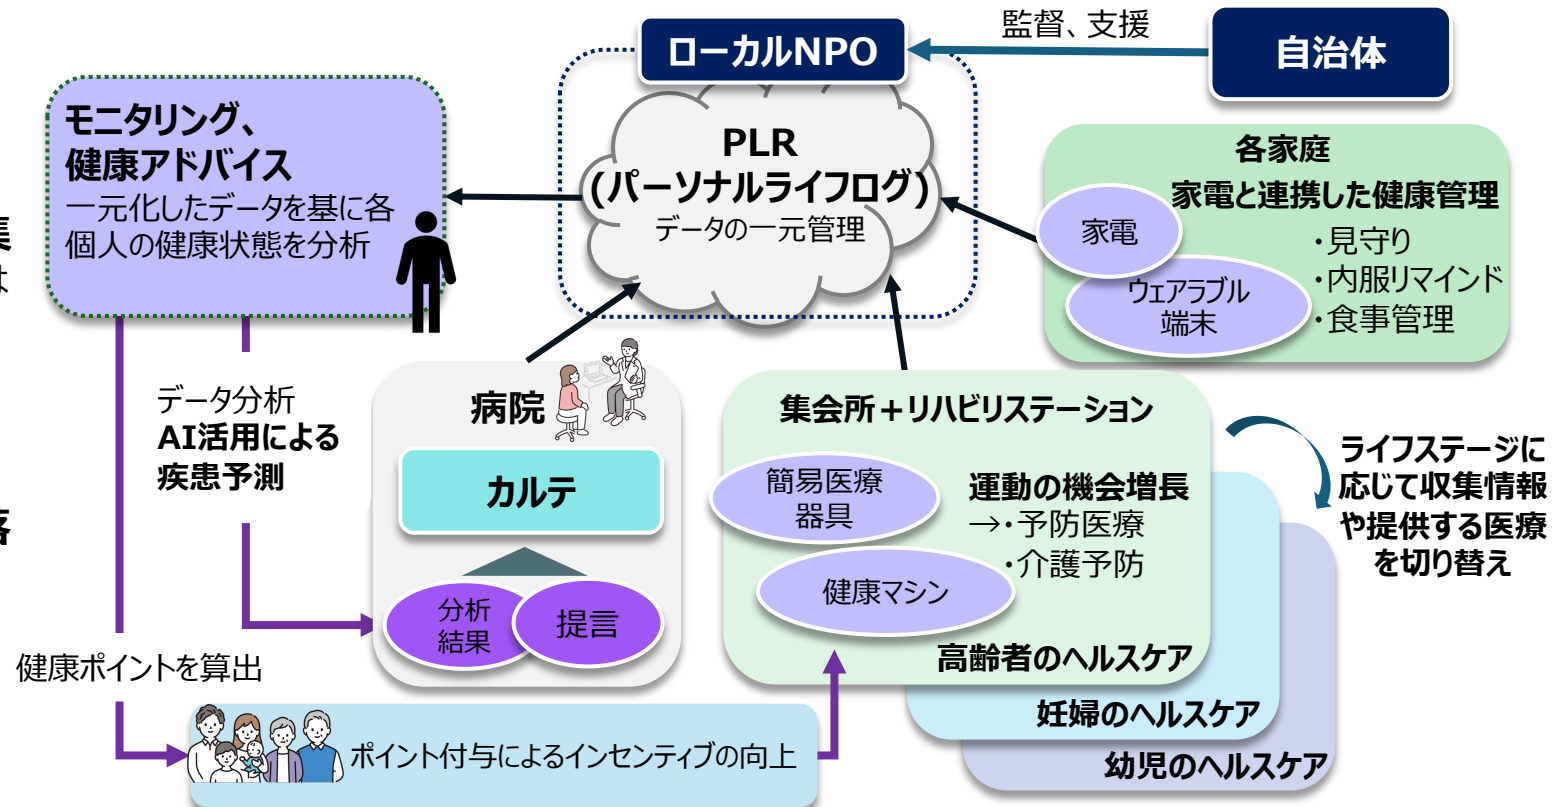 監督、支援
ローカルNPO
自治体
モニタリング、
健康アドバイス
一元化したデータを基に各
個人の健康状態を分析
PLR
(パーソナルライフログ)
データの一元管理
各家庭
家電と連携した健康管理
家電
ウェアラブル
端末
・見守り
・内服リマインド
・食事管理
集
は
落
データ分析
AI活用による
疾患予測
病院
カルテ
分析
結果
提言
集会所＋リハビリステーション
簡易医療
器具
健康マシン
運動の機会増長
→・予防医療
・介護予防
高齢者のヘルスケア
妊婦のヘルスケア
幼児のヘルスケア
ライフステージに
応じて収集情報
や提供する医療
を切り替え
健康ポイントを算出
ポイント付与によるインセンティブの向上